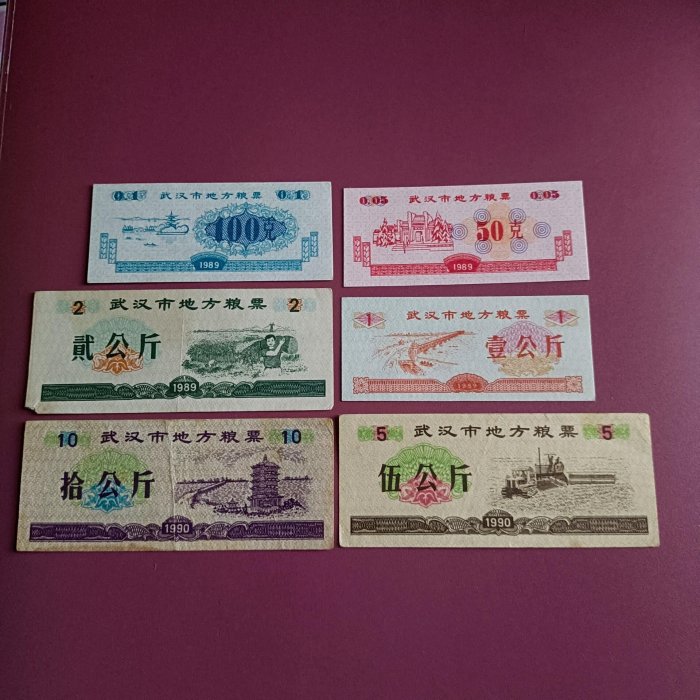 0.1 武汉市地方粮票 0.1
100克
1989
0.05 武汉市地方粮票 0.05
50克
1989
2 武汉市地方粮票 2
贰公斤
1989
1 武汉市地方粮票 1
壹公斤
1989
10 武汉市地方粮票 10
拾公斤
1990
5 武汉市地方粮票 5
伍公斤
1990